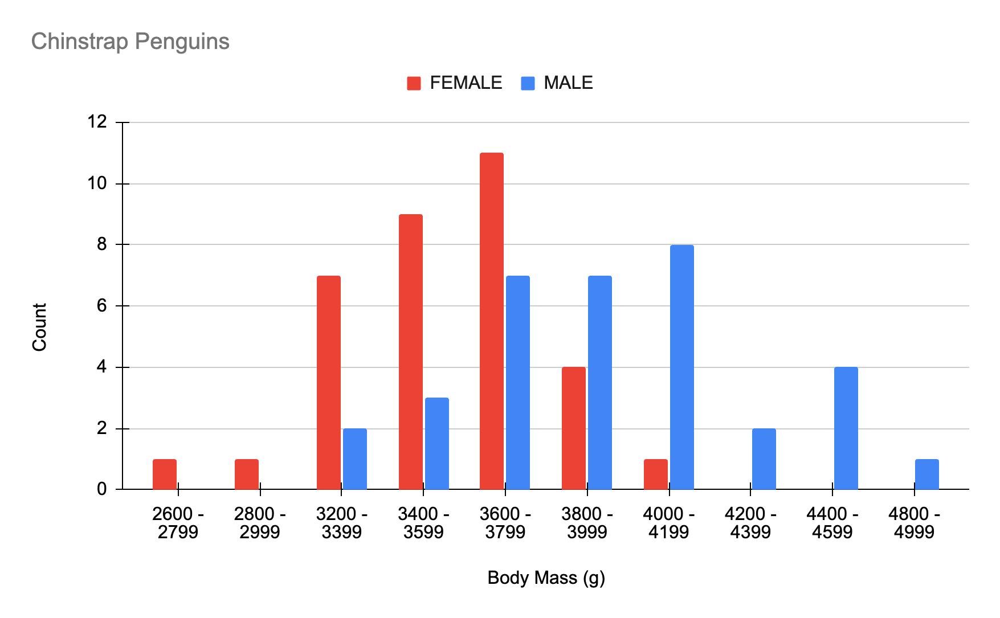 Chinstrap Penguins
FEMALE MALE
12
10
8
6
4
2
0
Count
2600 - 2799
2800 - 2999
3200 - 3399
3400 - 3599
3600 - 3799
3800 - 3999
4000 - 4199
4200 - 4399
4400 - 4599
4800 - 4999
Body Mass (g)